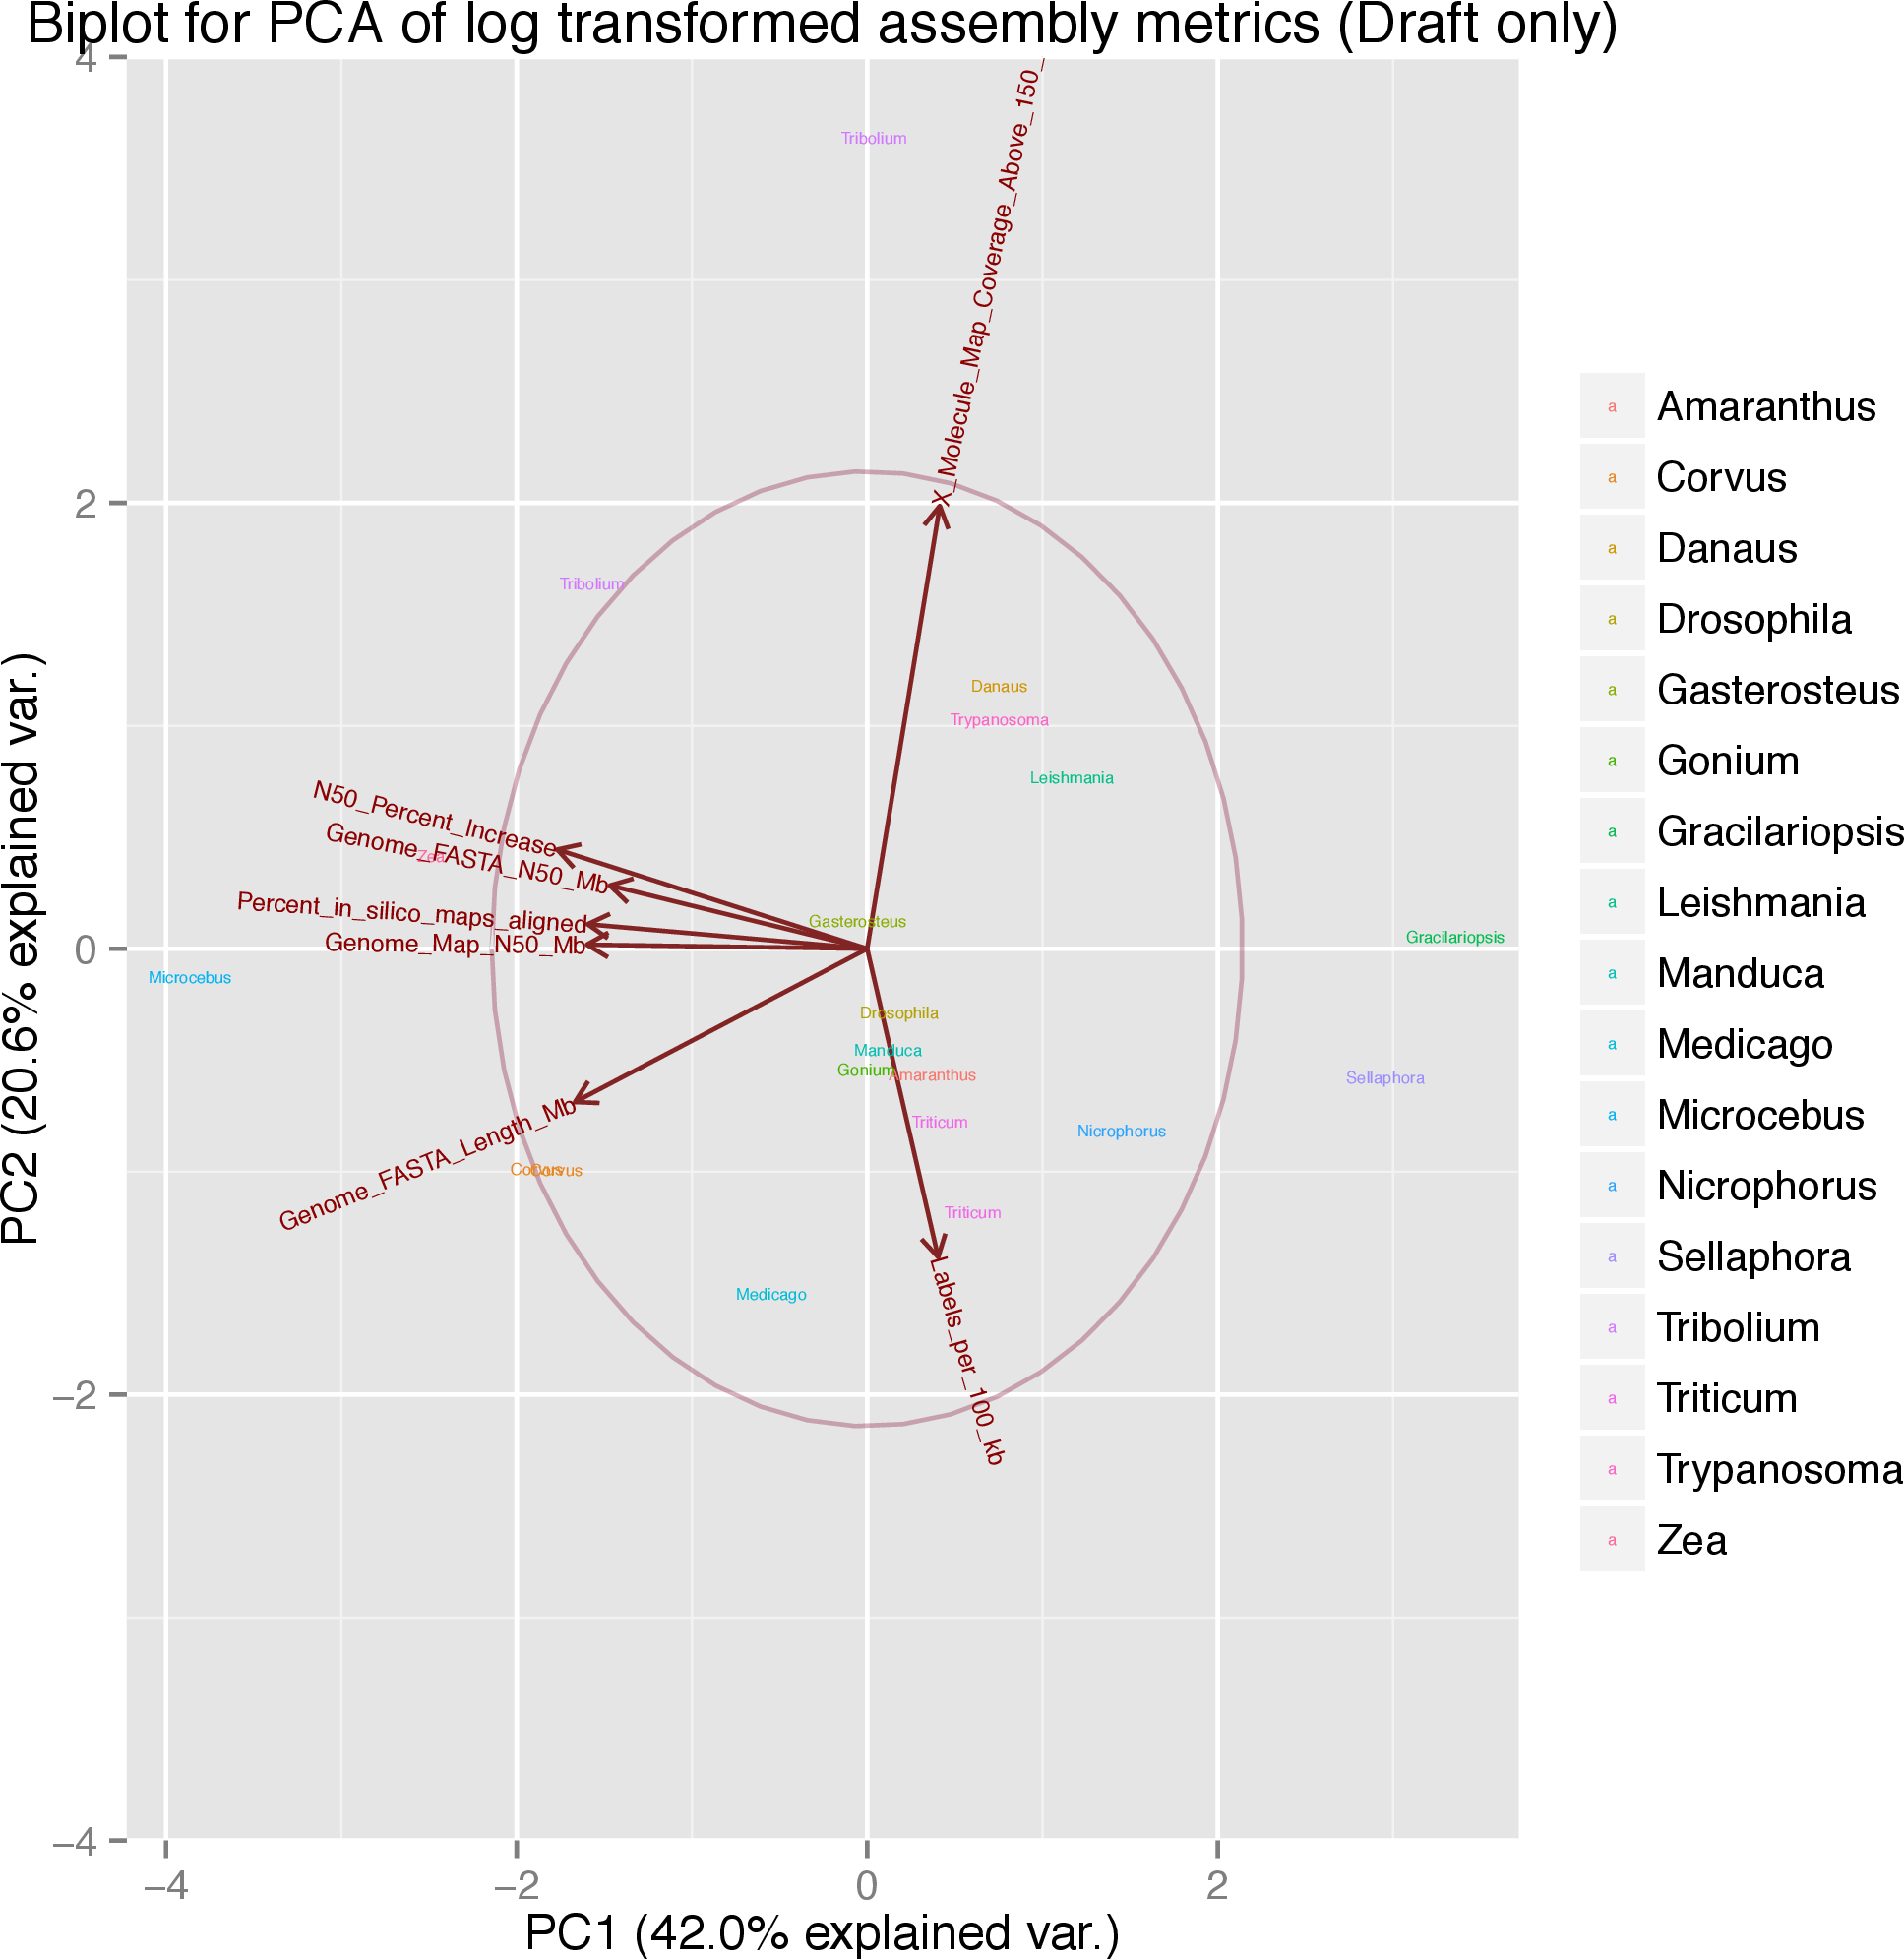 Biplot for PCA of log transformed assembly metrics (Draft only)
4
2
0
−2
−4
−4
−2
0
2
PC1 (42.0% explained var.)
PC2 (20.6% explained var.)
X_Molecule_Map_Coverage_Above_150_
Tribolium
Tribolium
Danaus
Trypanosoma
Leishmania
N50_Percent_Increase
Genome_FASTA_N50_Mb
Zea
Percent_in_silico_maps_aligned
Genome_Map_N50_Mb
Gasterosteus
Gracilariopsis
Microcebus
Drosophila
Manduca
Gonium
Amaranthus
Sellaphora
Genome_FASTA_Length_Mb
Triticum
Nicrophorus
Corvus
Corvus
Triticum
Labels_per_100_kb
Medicago
a Amaranthus
a Corvus
a Danaus
a Drosophila
a Gasterosteus
a Gonium
a Gracilariopsis
a Leishmania
a Manduca
a Medicago
a Microcebus
a Nicrophorus
a Sellaphora
a Tribolium
a Triticum
a Trypanosoma
a Zea